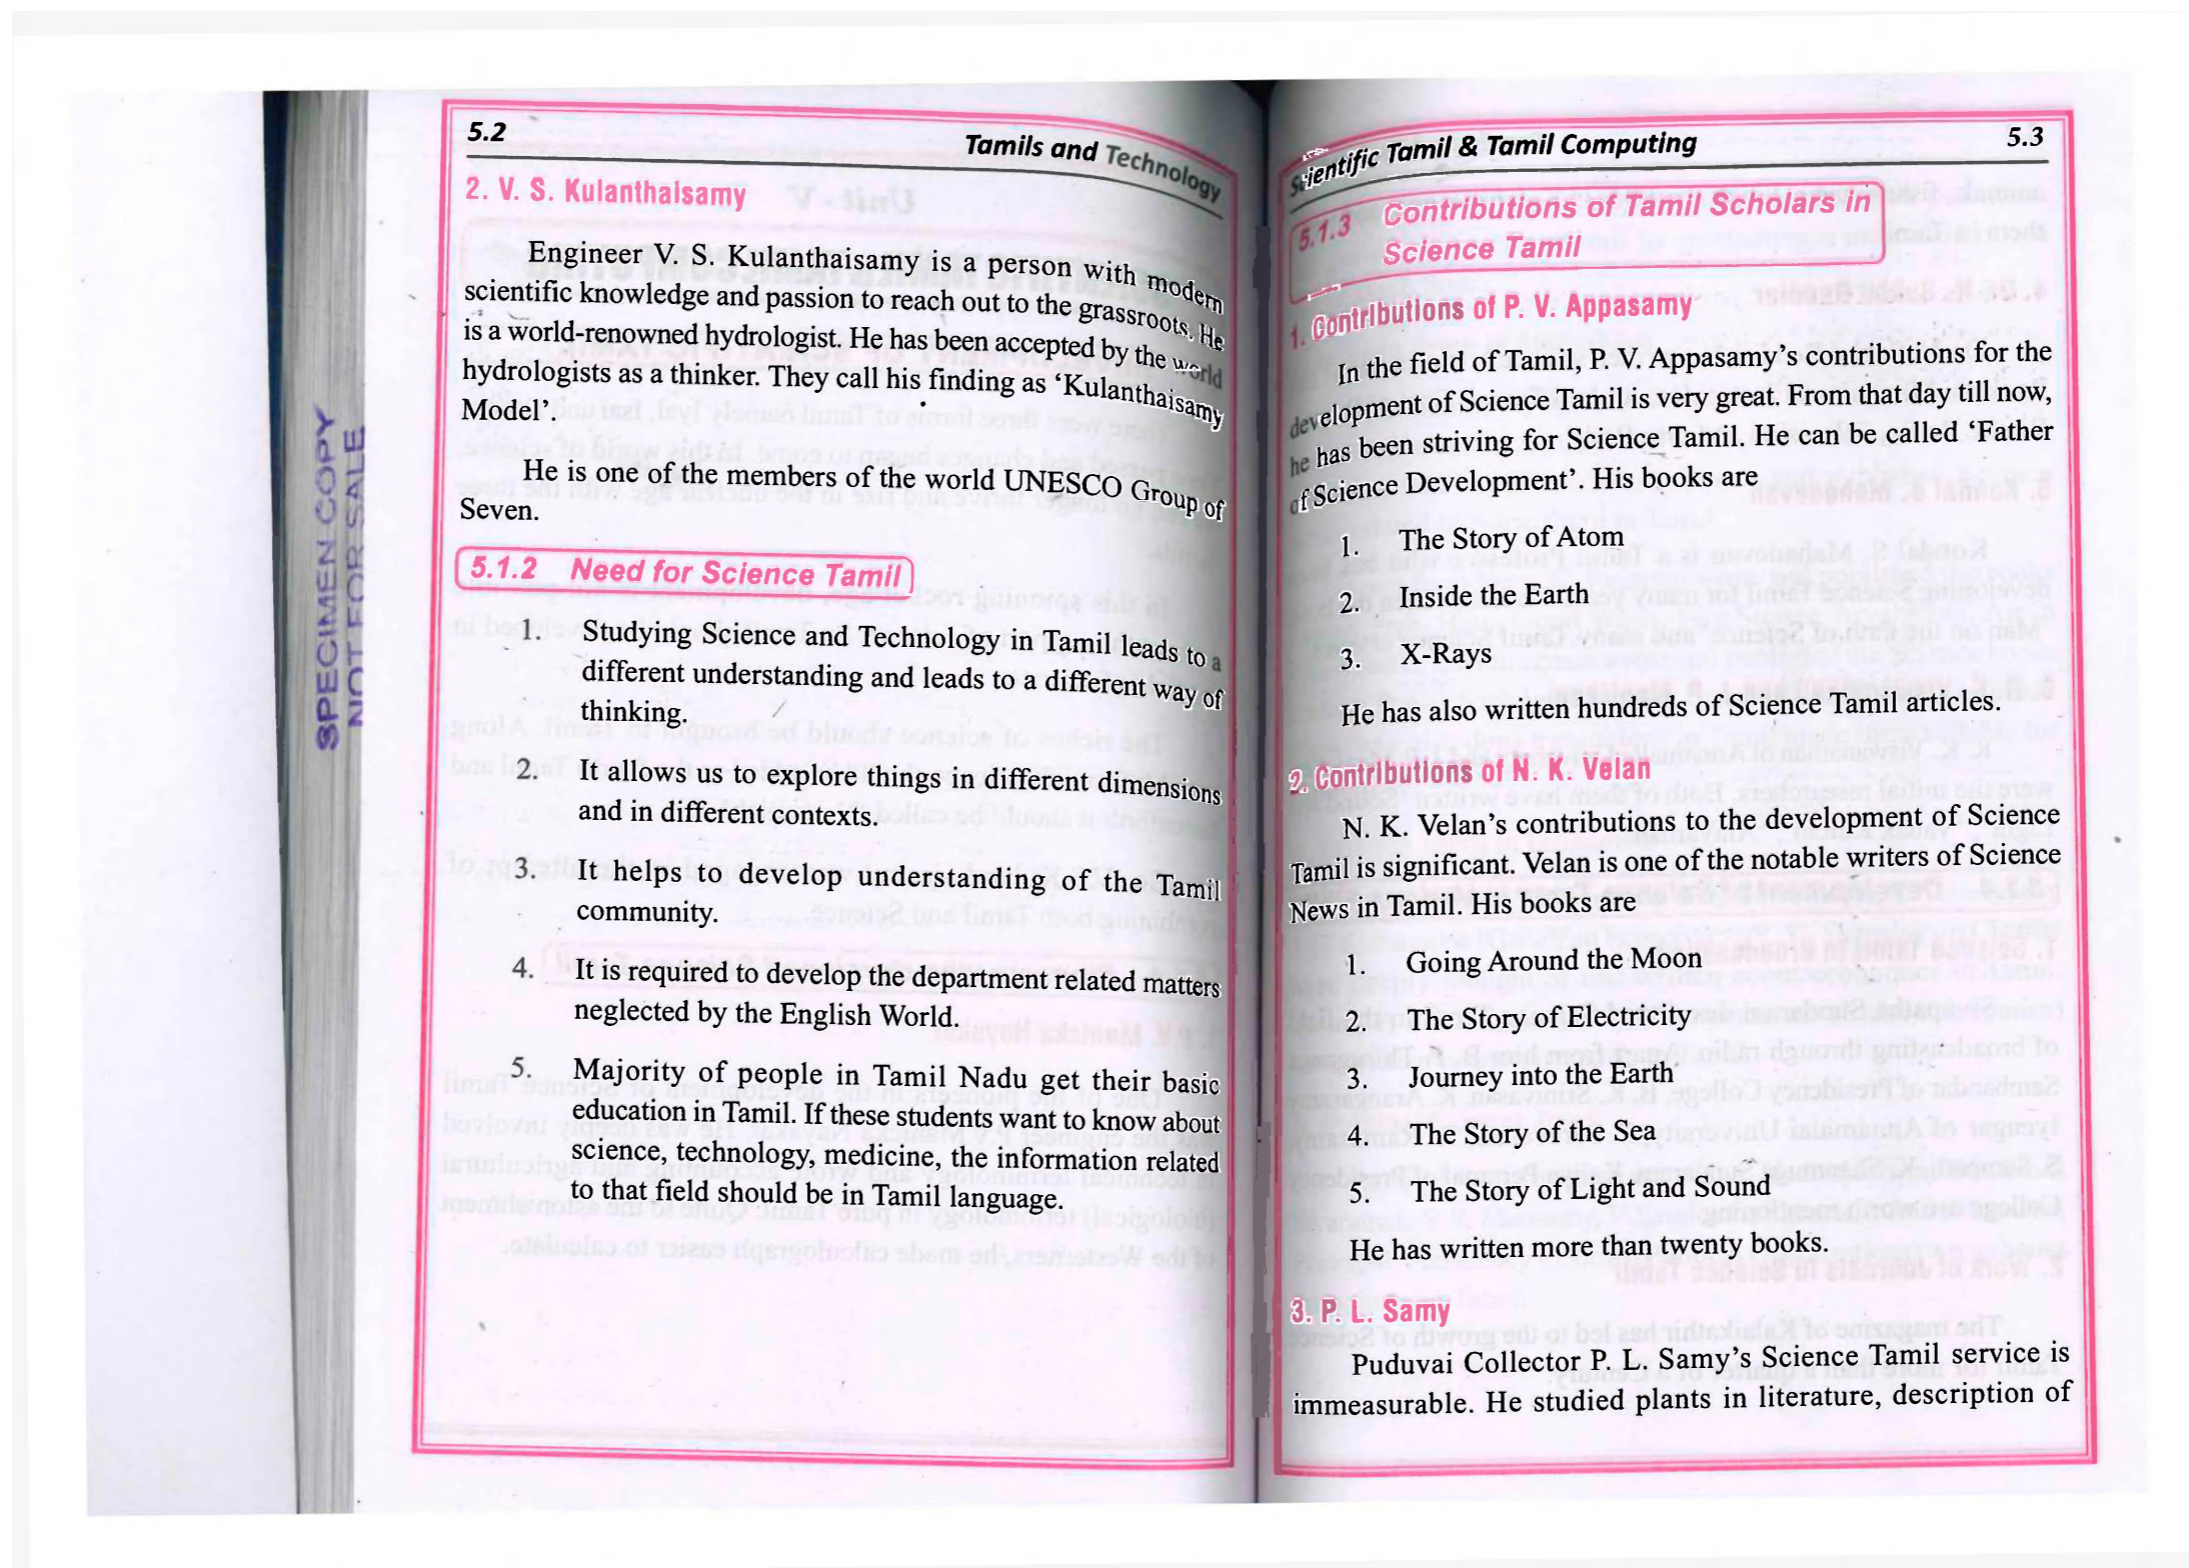 SPECIMEN COPY
NOT FOR SALE
5.2
Tamils and Technology
2. V. S. Kulanthaisamy
Engineer V. S. Kulanthaisamy is a person with modern
scientific knowledge and passion to reach out to the grassroots. He
is a world-renowned hydrologist. He has been accepted by the world
hydrologists as a thinker. They call his finding as ‘Kulanthaisamy
Model’.
He is one of the members of the world UNESCO Group of
Seven.
5.1.2 Need for Science Tamil
1. Studying Science and Technology in Tamil leads to a
different understanding and leads to a different way of
thinking.
2. It allows us to explore things in different dimensions
and in different contexts.
3. It helps to develop understanding of the Tamil
community.
4. It is required to develop the department related matters
neglected by the English World.
5. Majority of people in Tamil Nadu get their basic
education in Tamil. If these students want to know about
science, technology, medicine, the information related
to that field should be in Tamil language.
Scientific Tamil & Tamil Computing
5.3
5.1.3 Contributions of Tamil Scholars in
Science Tamil
1. Contributions of P. V. Appasamy
In the field of Tamil, P. V. Appasamy’s contributions for the
development of Science Tamil is very great. From that day till now,
he has been striving for Science Tamil. He can be called ‘Father
of Science Development’. His books are
1. The Story of Atom
2. Inside the Earth
3. X-Rays
He has also written hundreds of Science Tamil articles.
2. Contributions of N. K. Velan
N. K. Velan’s contributions to the development of Science
Tamil is significant. Velan is one of the notable writers of Science
News in Tamil. His books are
1. Going Around the Moon
2. The Story of Electricity
3. Journey into the Earth
4. The Story of the Sea
5. The Story of Light and Sound
He has written more than twenty books.
3. P. L. Samy
Puduvai Collector P. L. Samy’s Science Tamil service is
immeasurable. He studied plants in literature, description of